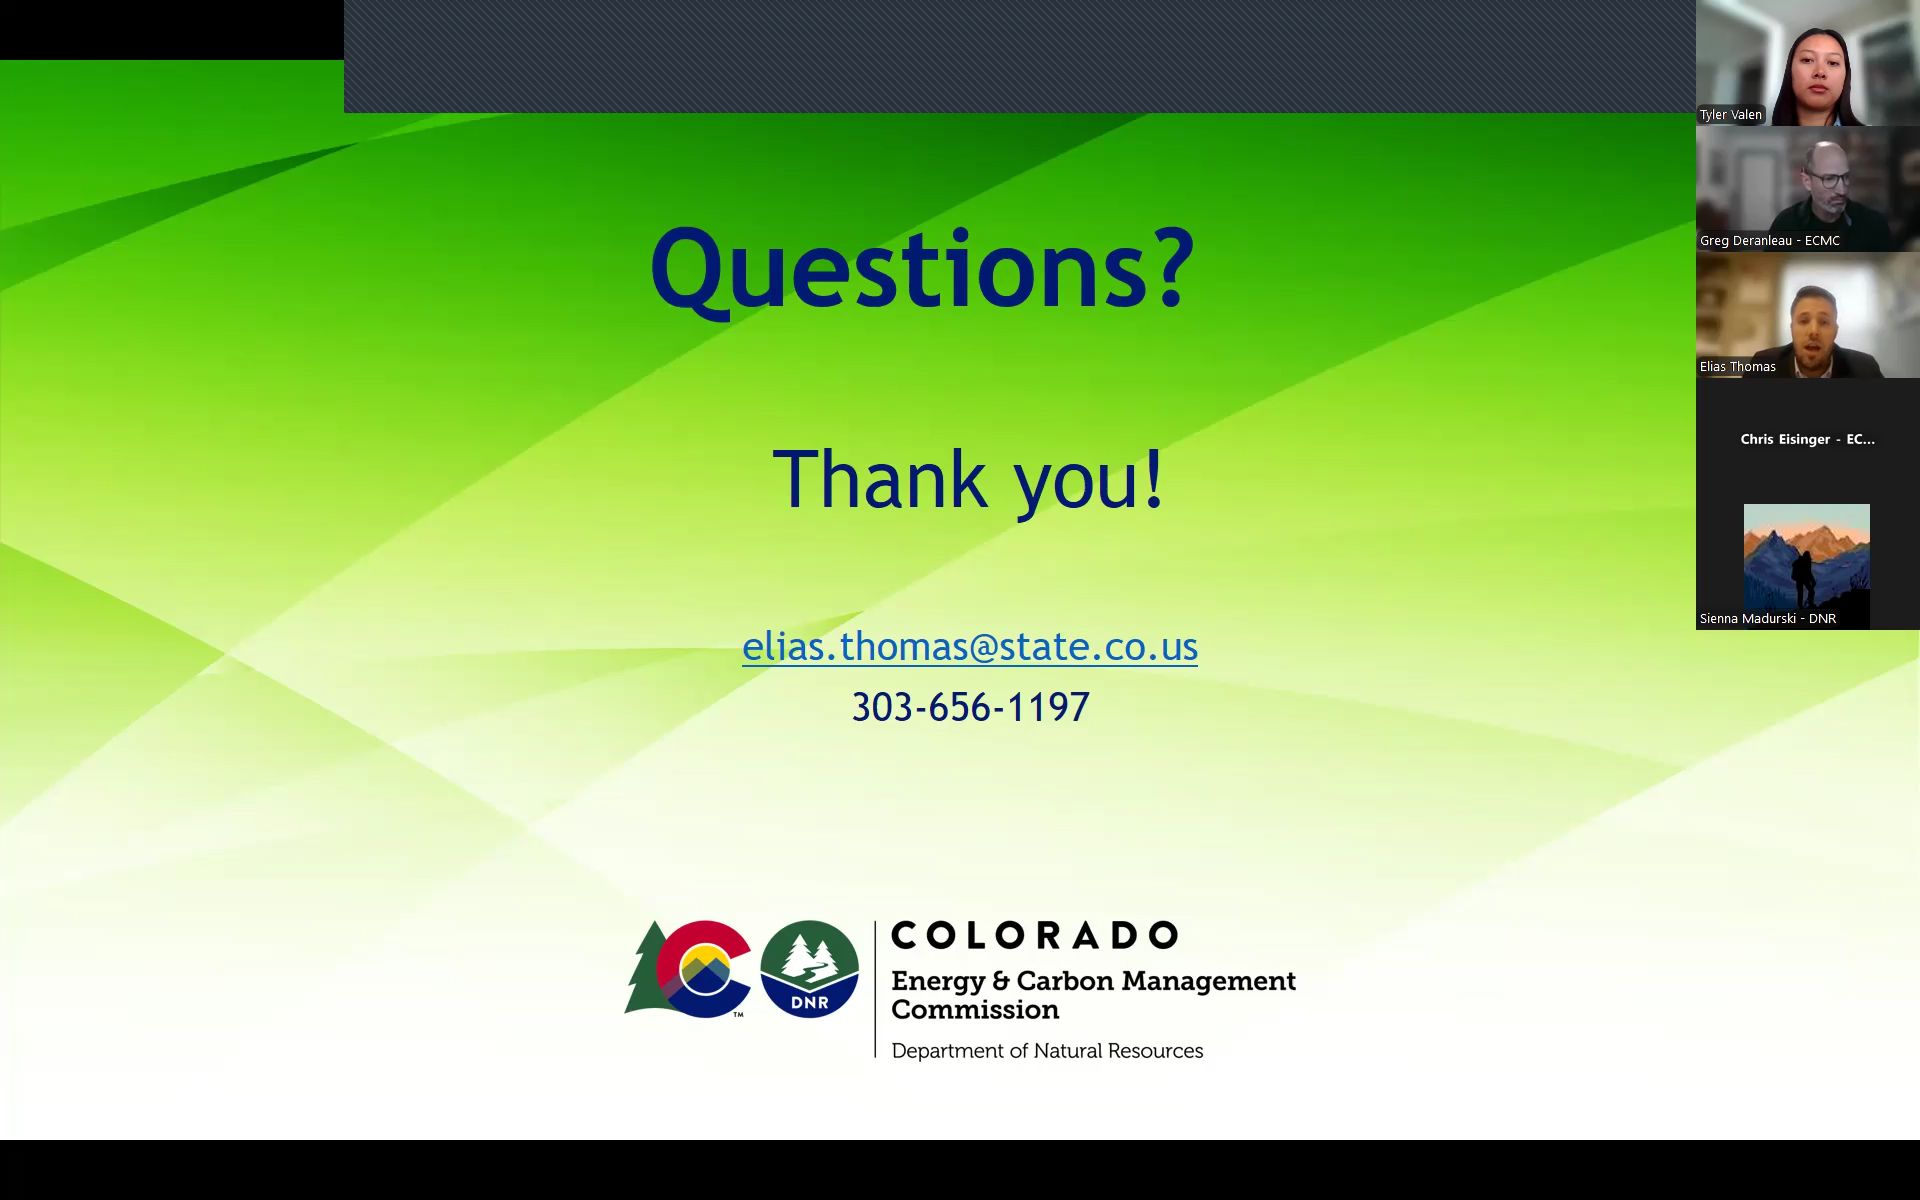 Questions?
Thank you!
elias.thomas@state.co.us
303-656-1197
TM
DNR
COLORADO
Energy & Carbon Management
Commission
Department of Natural Resources
Tyler Valen
Greg Deranleau - ECMC
Elias Thomas
Chris Eisinger - EC...
Sienna Madurski - DNR